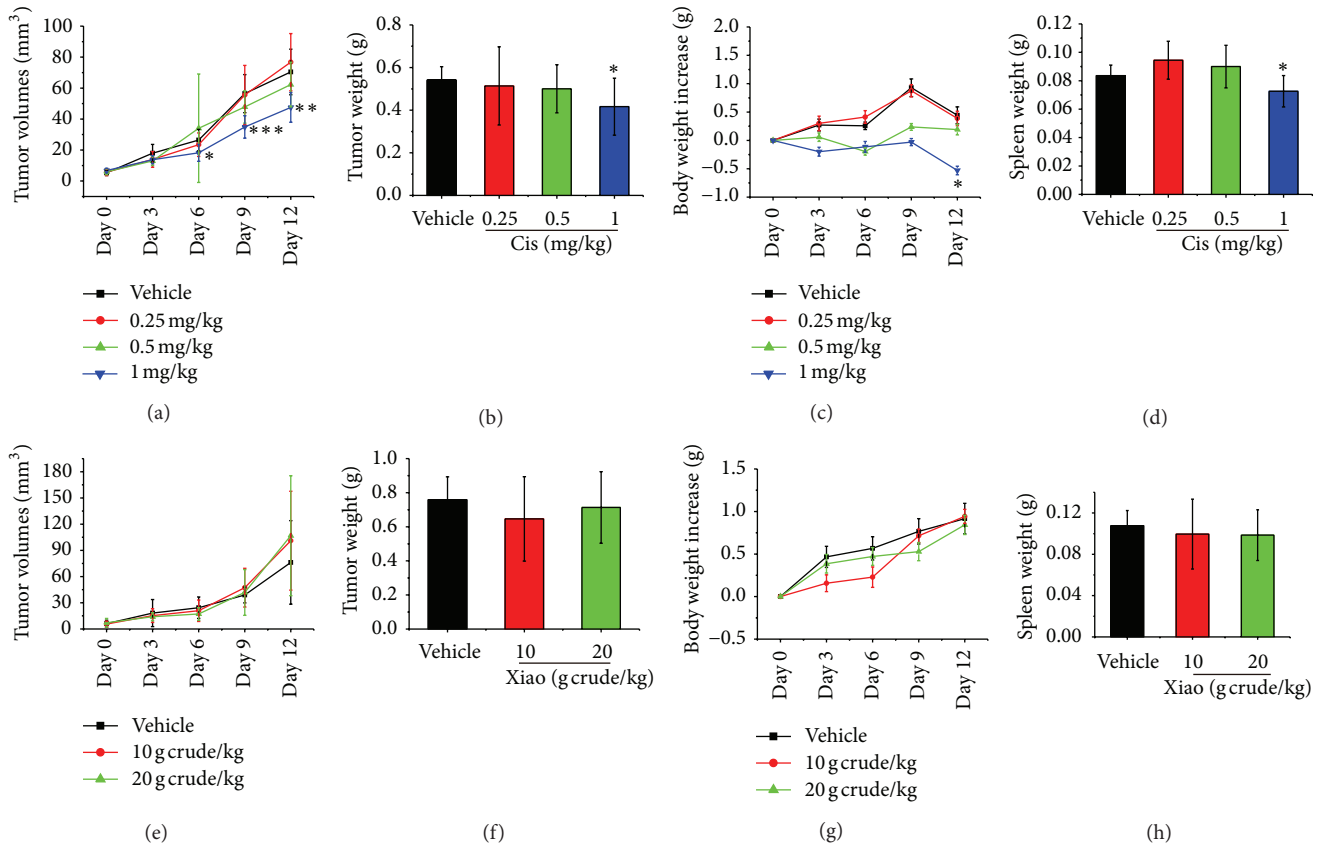 Tumor volumes (mm³)
100
80
60
40
20
0
*
***
**
Day 0
Day 3
Day 6
Day 9
Day 12
Vehicle
0.25 mg/kg
0.5 mg/kg
1 mg/kg
(a)
Tumor weight (g)
0.8
0.6
0.4
0.2
0.0
*
Vehicle
0.25
0.5
1
Cis (mg/kg)
(b)
Body weight increase (g)
2.0
1.5
1.0
0.5
0.0
−0.5
−1.0
*
Day 0
Day 3
Day 6
Day 9
Day 12
Vehicle
0.25 mg/kg
0.5 mg/kg
1 mg/kg
(c)
Spleen weight (g)
0.12
0.10
0.08
0.06
0.04
0.02
0.00
*
Vehicle
0.25
0.5
1
Cis (mg/kg)
(d)
Tumor volumes (mm³)
180
150
120
90
60
30
0
Day 0
Day 3
Day 6
Day 9
Day 12
Vehicle
10 g crude/kg
20 g crude/kg
(e)
Tumor weight (g)
1.0
0.8
0.6
0.4
0.2
0.0
Vehicle
10
20
Xiao (g crude/kg)
(f)
Body weight increase (g)
1.5
1.0
0.5
0.0
−0.5
Day 0
Day 3
Day 6
Day 9
Day 12
Vehicle
10 g crude/kg
20 g crude/kg
(g)
Spleen weight (g)
0.12
0.08
0.04
0.00
Vehicle
10
20
Xiao (g crude/kg)
(h)